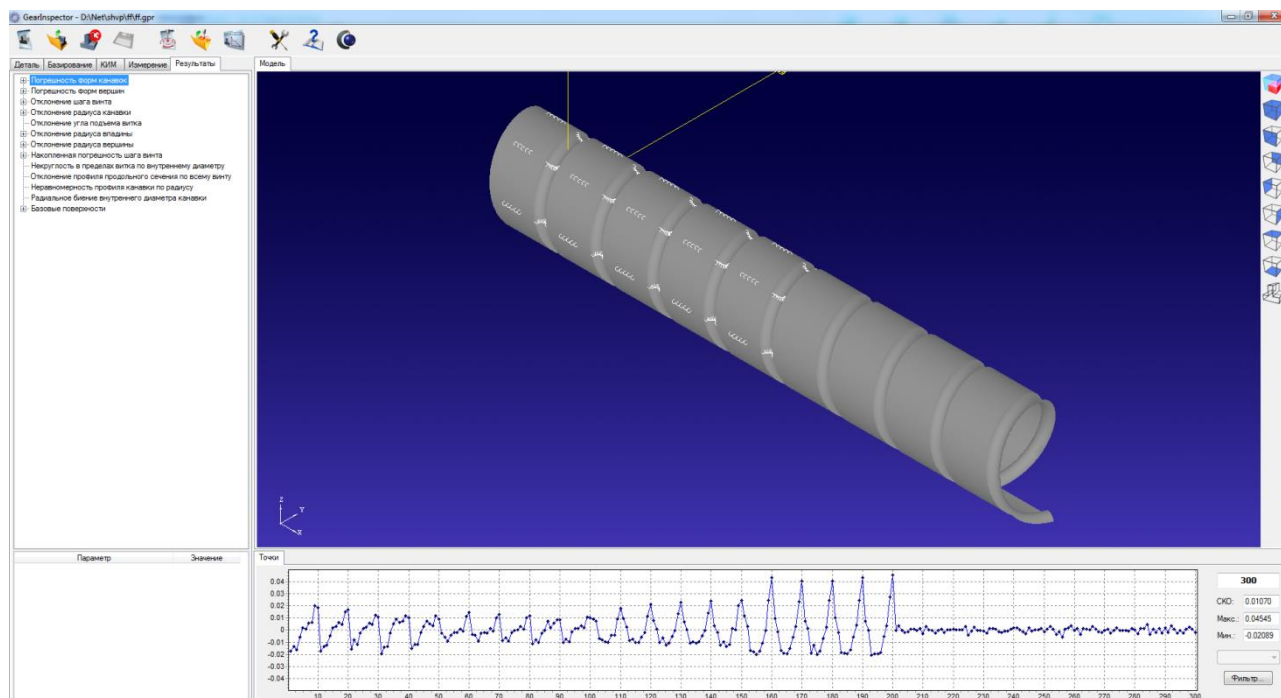 GearInspector - D:\Net\shvp\ff\ff.gpr
Деталь Базирование КИМ Измерение Результаты
Модель
Погрешность форм канавок
Погрешность форм вершин
Отклонение шага винта
Отклонение радиуса канавки
Отклонение угла подъема витка
Отклонение радиуса впадины
Отклонение радиуса вершины
Накопленная погрешность шага винта
Некруглость в пределах витка по внутреннему диаметру
Отклонение профиля продольного сечения по всему винту
Неравномерность профиля канавки по радиусу
Радиальное биение внутреннего диаметра канавки
Базовые поверхности
Z
Y
X
Параметр Значение
Точки
0.04
0.03
0.02
0.01
0
-0.01
-0.02
-0.03
-0.04
10 20 30 40 50 60 70 80 90 100 110 120 130 140 150 160 170 180 190 200 210 220 230 240 250 260 270 280 290 300
300
СКО: 0.01070
Макс.: 0.04545
Мин.: -0.02089
Фильтр...